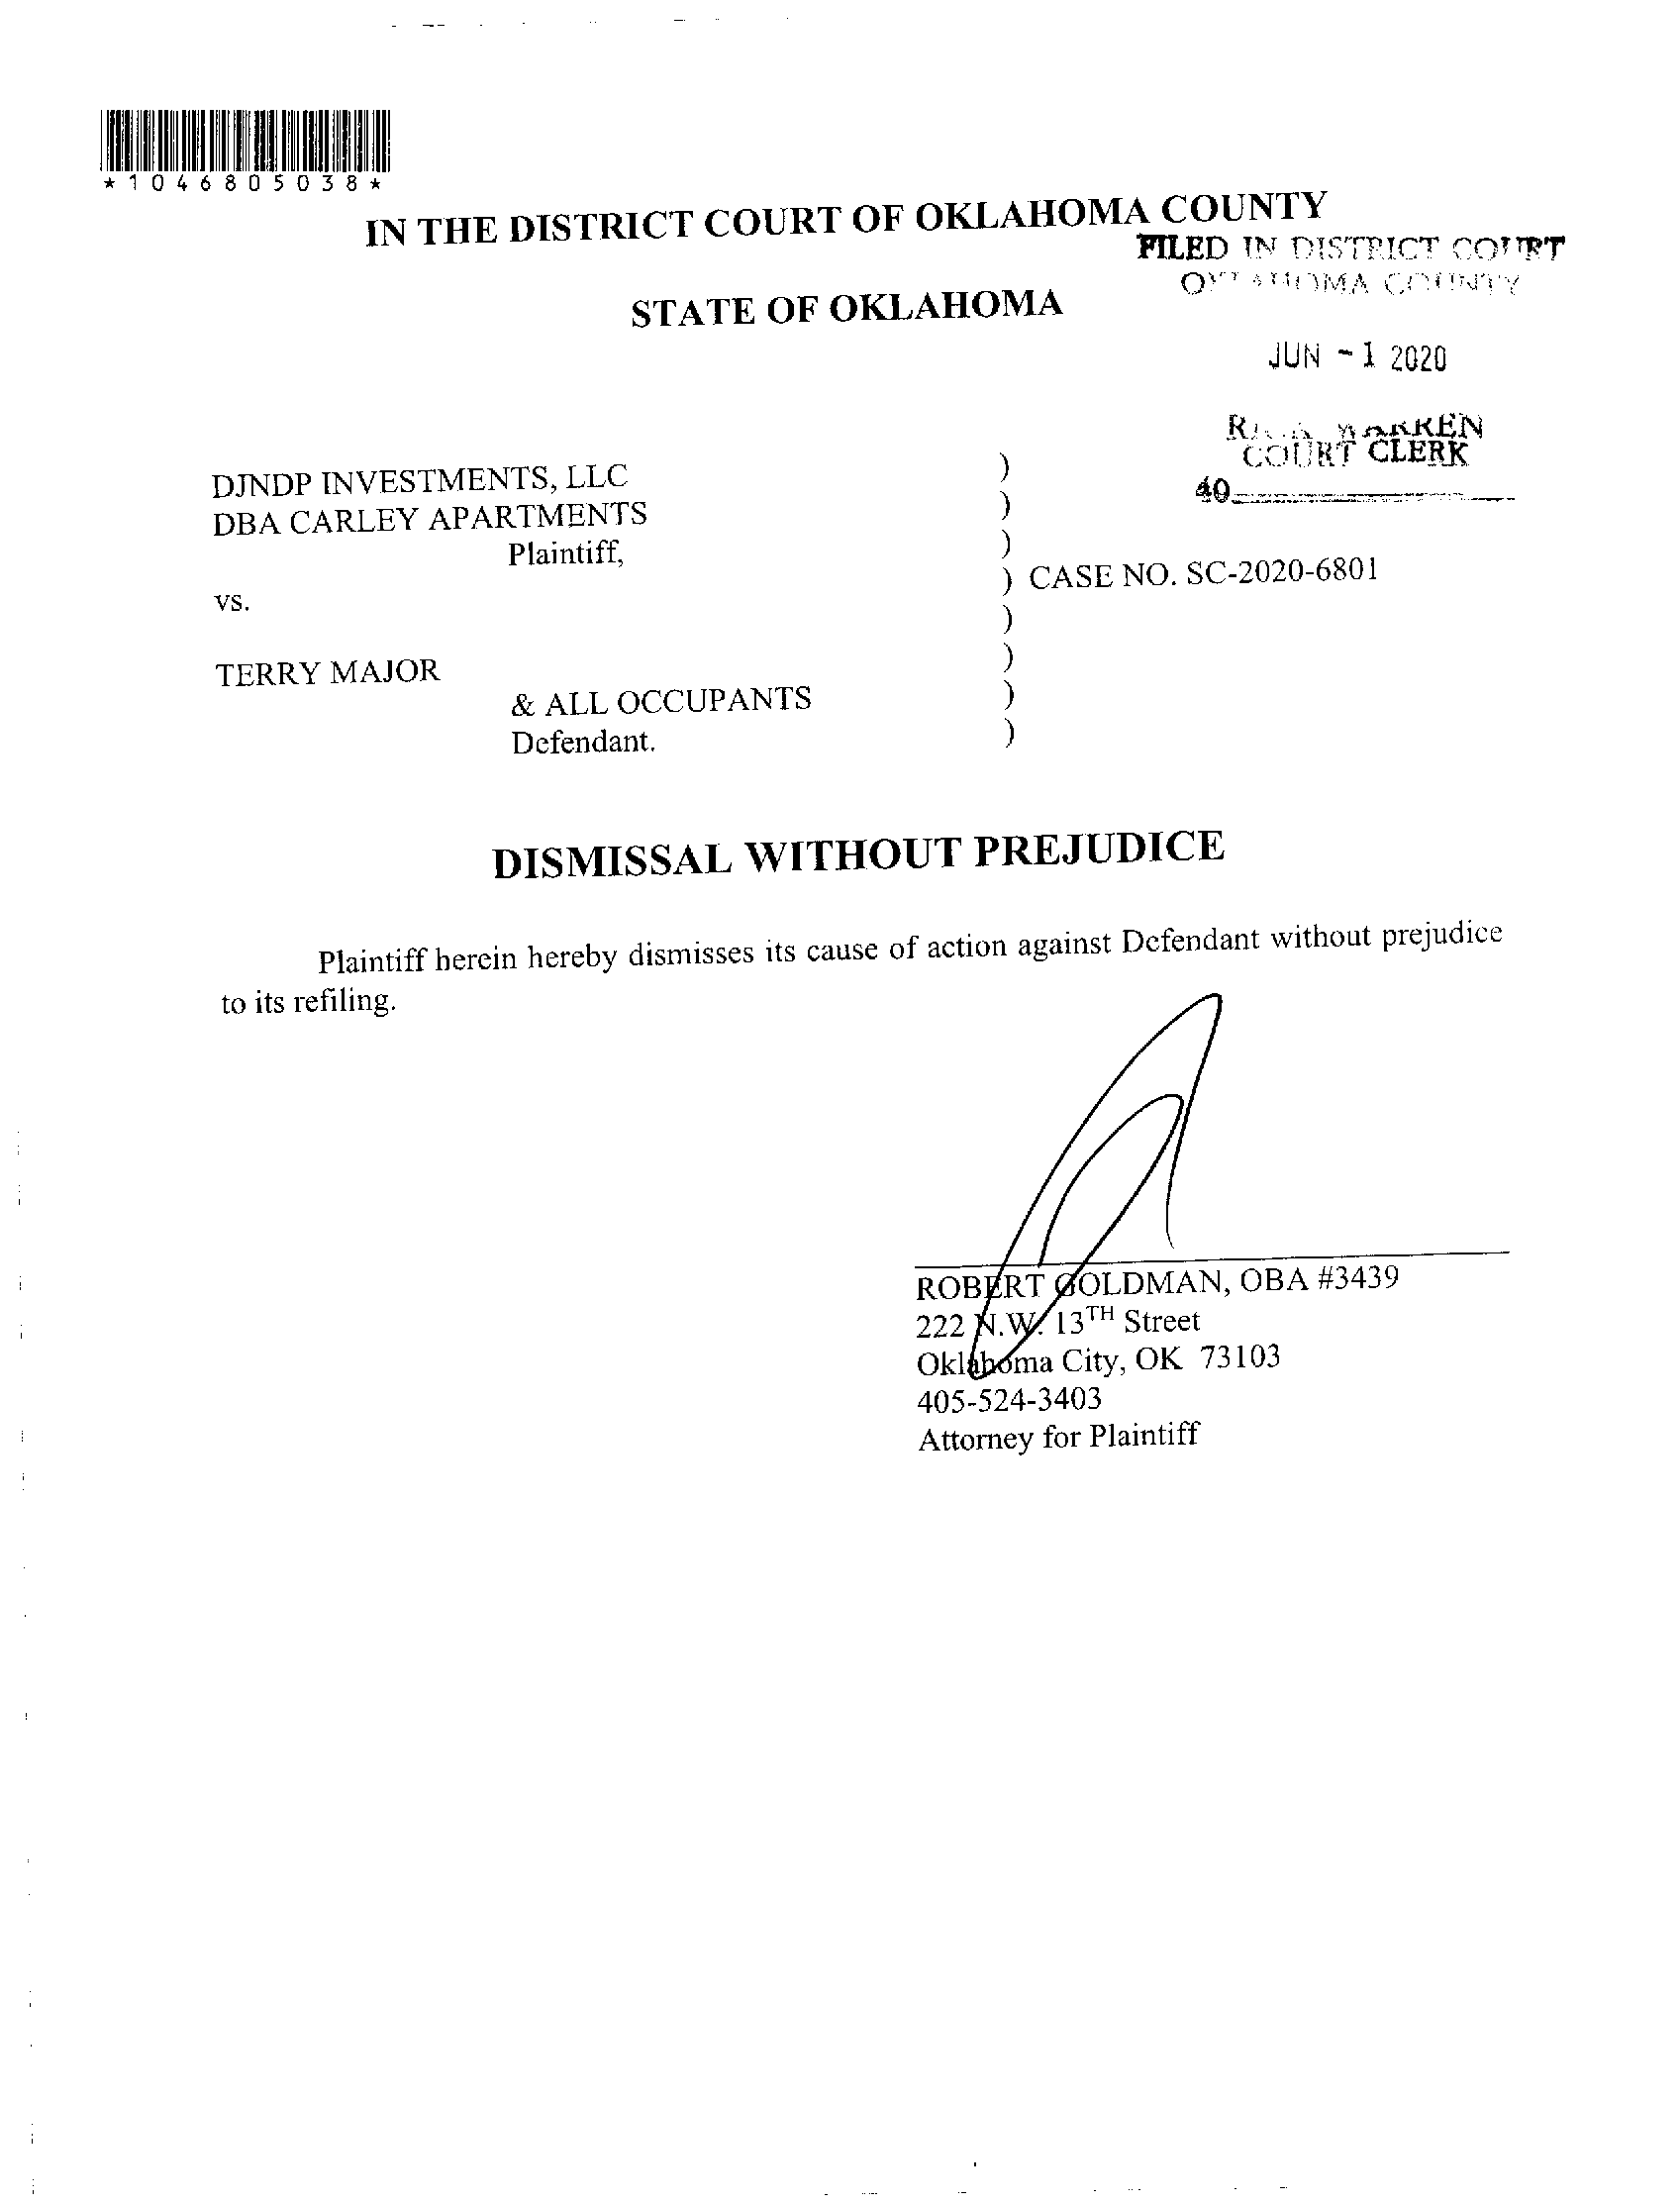 *1046805038*
IN THE DISTRICT COURT OF OKLAHOMA COUNTY
FILED IN DISTRICT COURT
OKLAHOMA COUNTY
STATE OF OKLAHOMA
JUN - 1 2020
WARREN
COURT CLERK
40
DJNDP INVESTMENTS, LLC )
DBA CARLEY APARTMENTS )
Plaintiff, )
) CASE NO. SC-2020-6801
vs.
)
TERRY MAJOR )
& ALL OCCUPANTS )
Defendant. )
DISMISSAL WITHOUT PREJUDICE
Plaintiff herein hereby dismisses its cause of action against Defendant without prejudice
to its refiling.
ROBERT GOLDMAN, OBA #3439
222 N.W. 13TH Street
Oklahoma City, OK 73103
405-524-3403
Attorney for Plaintiff